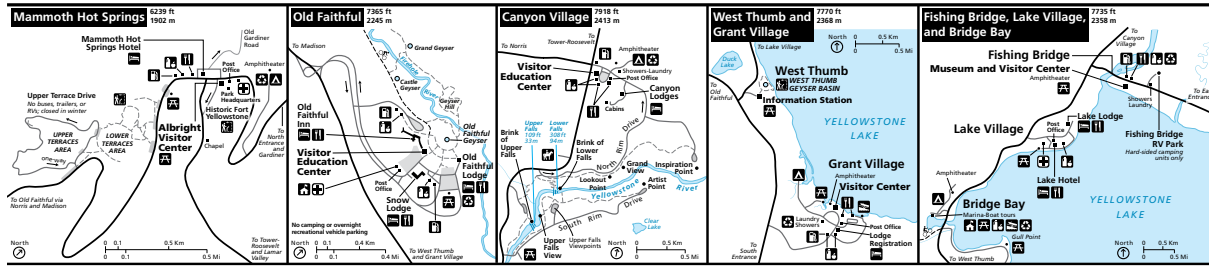 Mammoth Hot Springs
6239 ft
1902 m
Mammoth Hot
Springs Hotel
Old
Gardiner
Road
Post
Office
Amphitheater
Park
Headquarters
Historic Fort
Yellowstone
Upper Terrace Drive
No buses, trailers, or
RVs; closed in winter
UPPER
TERRACES
AREA
LOWER
TERRACES
AREA
one-way
Albright
Visitor
Center
Chapel
To
North
Entrance
and
Gardiner
To Old Faithful via
Norris and Madison
North
0
0.1
0.5 Km
0
0.1
0.5 Mi
To Tower-
Roosevelt
and Lamar
Valley
Old Faithful
7365 ft
2245 m
To Madison
Grand Geyser
Firehole
River
Castle
Geyser
Geyser
Hill
Old
Faithful
Inn
Old
Faithful
Geyser
Visitor
Education
Center
Old
Faithful
Lodge
Post
Office
Snow
Lodge
No camping or overnight
recreational vehicle parking
North
0
0.1
0.4 Km
0
0.1
0.4 Mi
To West Thumb
and Grant Village
Canyon Village
7918 ft
2413 m
To Norris
To
Tower-Roosevelt
Amphitheater
Visitor
Education
Center
Showers-Laundry
Post Office
Canyon
Lodges
Cabins
Upper
Falls
109 ft
33 m
Lower
Falls
308 ft
94 m
Brink
of
Upper
Falls
Brink of
Lower
Falls
North Rim Drive
Lookout
Point
Grand
View
Inspiration
Point
Artist
Point
Yellowstone
River
South Rim Drive
Clear
Lake
Upper
Falls
View
Upper Falls
Viewpoints
To Fishing
Bridge
North
0
0.5 Km
0
0.5 Mi
West Thumb and
Grant Village
7770 ft
2368 m
To Lake Village
North
0
0.5 Km
0
0.5 Mi
Duck
Lake
To
Old
Faithful
West Thumb
WEST THUMB
GEYSER BASIN
Information Station
YELLOWSTONE
LAKE
Grant Village
Visitor Center
Laundry
Showers
Post Office
Lodge
Registration
To
South
Entrance
Fishing Bridge, Lake Village,
and Bridge Bay
7735 ft
2358 m
To
Canyon
Village
Fishing Bridge
Museum and Visitor Center
Amphitheater
To
East
Entrance
Showers
Laundry
Fishing Bridge
RV Park
Hard-sided camping
units only
Lake Village
Post
Office
Lake Lodge
Lake Hotel
Amphitheater
Bridge Bay
Marina-Boat tours
Gull Point
YELLOWSTONE
LAKE
To West Thumb
North
0
0.5 Km
0
0.5 Mi